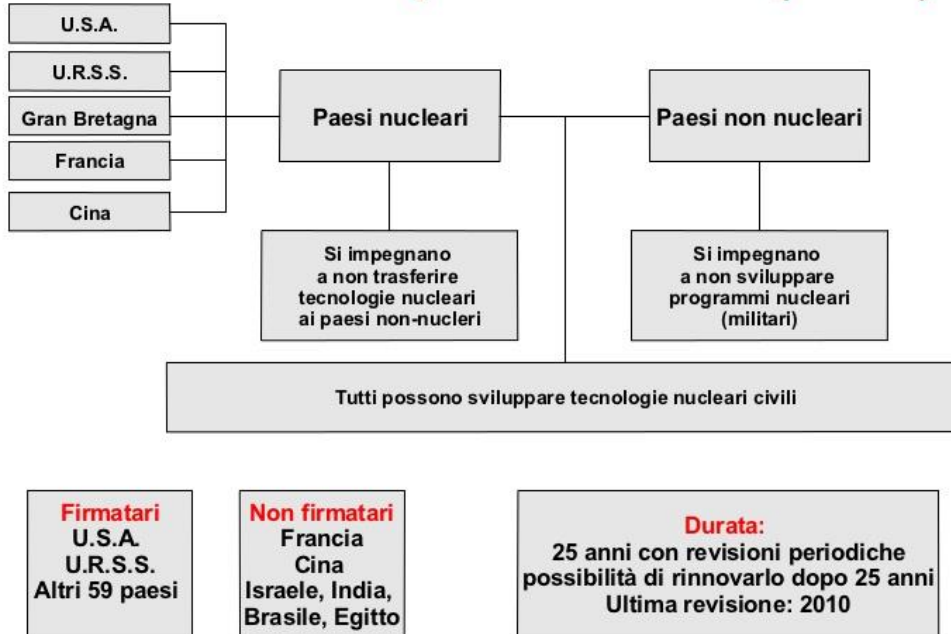 U.S.A.
U.R.S.S.
Gran Bretagna
Francia
Cina
Paesi nucleari
Paesi non nucleari
Si impegnano
a non trasferire
tecnologie nucleari
ai paesi non-nucleri
Si impegnano
a non sviluppare
programmi nucleari
(militari)
Tutti possono sviluppare tecnologie nucleari civili
Firmatari
U.S.A.
U.R.S.S.
Altri 59 paesi
Non firmatari
Francia
Cina
Israele, India,
Brasile, Egitto
Durata:
25 anni con revisioni periodiche
possibilità di rinnovarlo dopo 25 anni
Ultima revisione: 2010